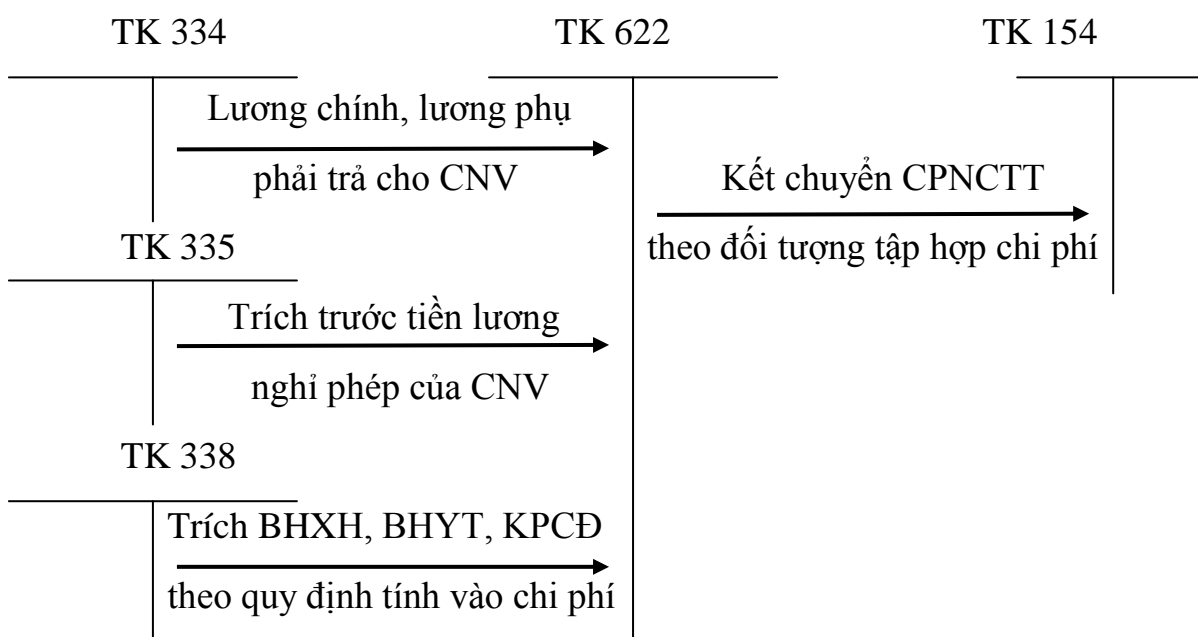 TK 334
TK 622
TK 154
Lương chính, lương phụ
phải trả cho CNV
Kết chuyển CPNCTT
theo đối tượng tập hợp chi phí
TK 335
Trích trước tiền lương
nghỉ phép của CNV
TK 338
Trích BHXH, BHYT, KPCĐ
theo quy định tính vào chi phí